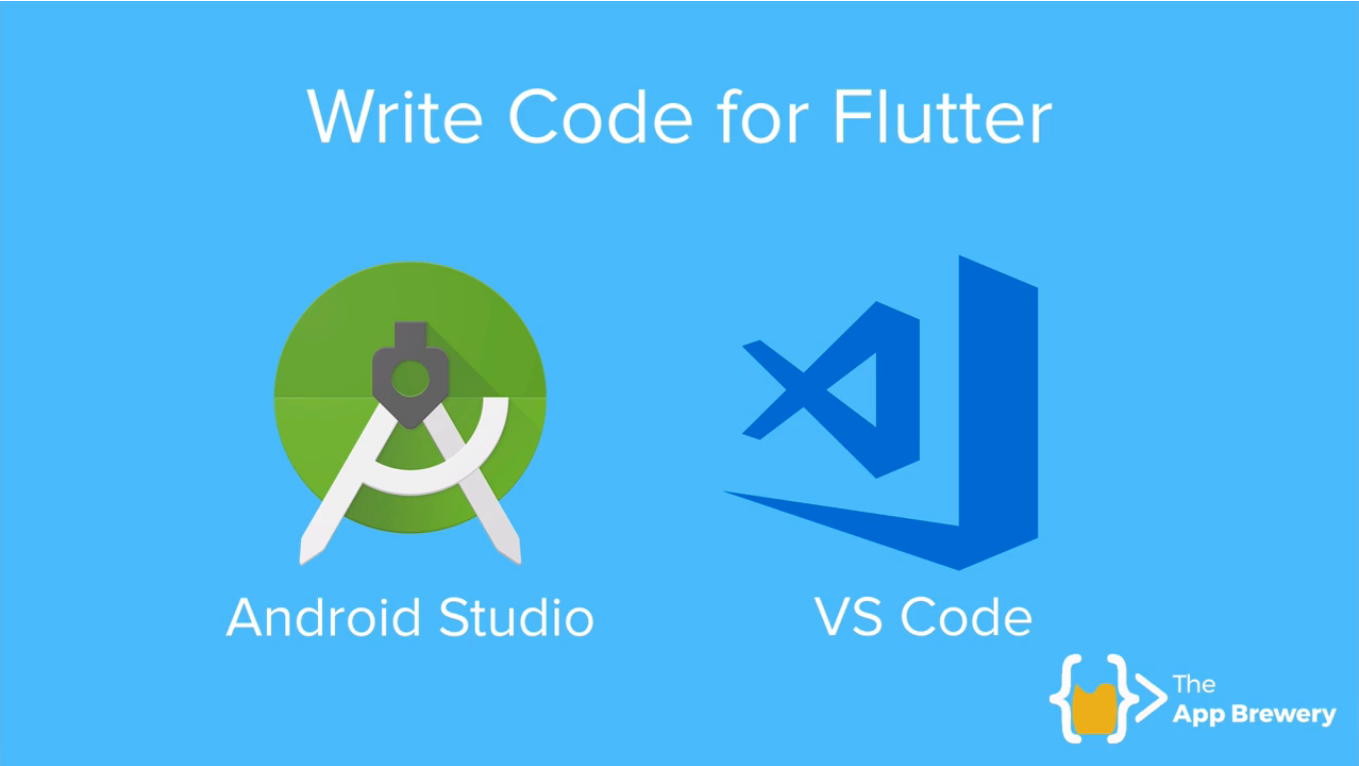 Write Code for Flutter
Android Studio
VS Code
The
App Brewery